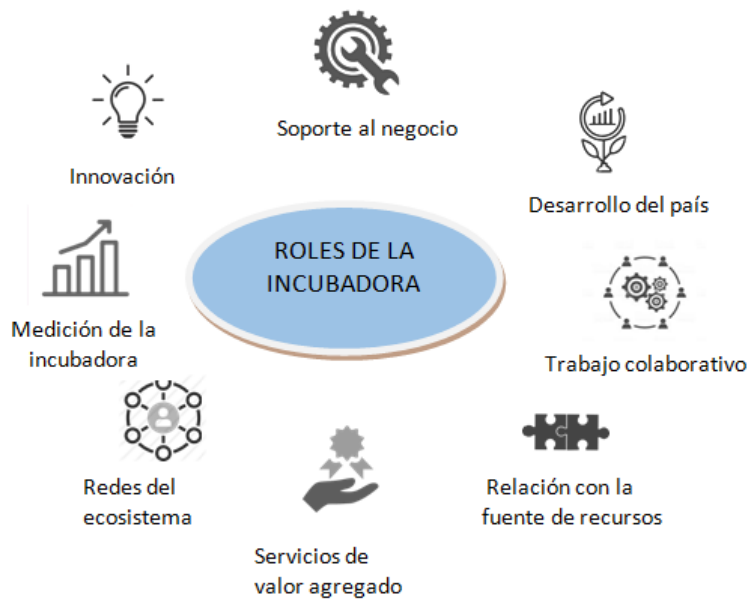 Soporte al negocio
Innovación
Desarrollo del país
ROLES DE LA
INCUBADORA
Medición de la
incubadora
Trabajo colaborativo
Redes del
ecosistema
Relación con la
fuente de recursos
Servicios de
valor agregado